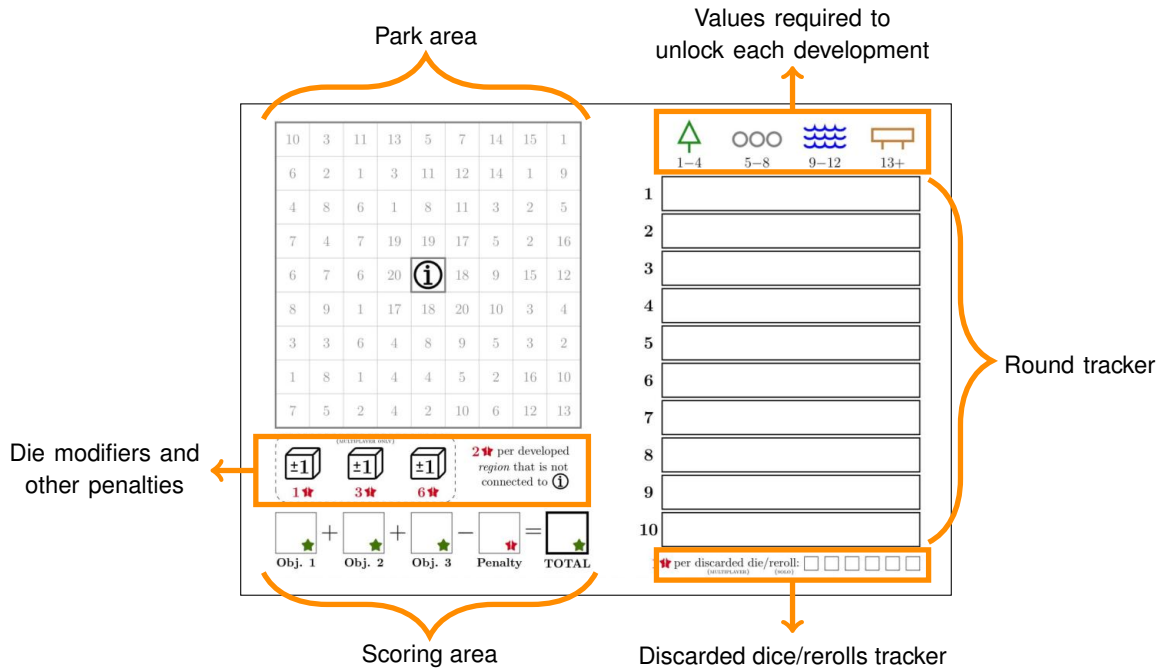 Park area
Values required to
unlock each development
10 3 11 13 5 7 14 15 1
6 2 1 3 11 12 14 1 9
4 8 6 1 8 11 3 2 5
7 4 7 19 19 17 5 2 16
6 7 6 20 i 18 9 15 12
8 9 1 17 18 20 10 3 4
3 3 6 4 8 9 5 3 2
1 8 1 4 4 5 2 16 10
7 5 2 4 2 10 6 12 13
1−4 5−8 9−12 13+
1
2
3
4
5
6
7
8
9
10
Round tracker
Die modifiers and
other penalties
(MULTIPLAYER ONLY)
±1 ±1 ±1
1 3 6
2 per developed
region that is not
connected to i
+ + − =
Obj. 1 Obj. 2 Obj. 3 Penalty TOTAL
per discarded die/reroll:
(MULTIPLAYER) (SOLO)
Scoring area
Discarded dice/rerolls tracker